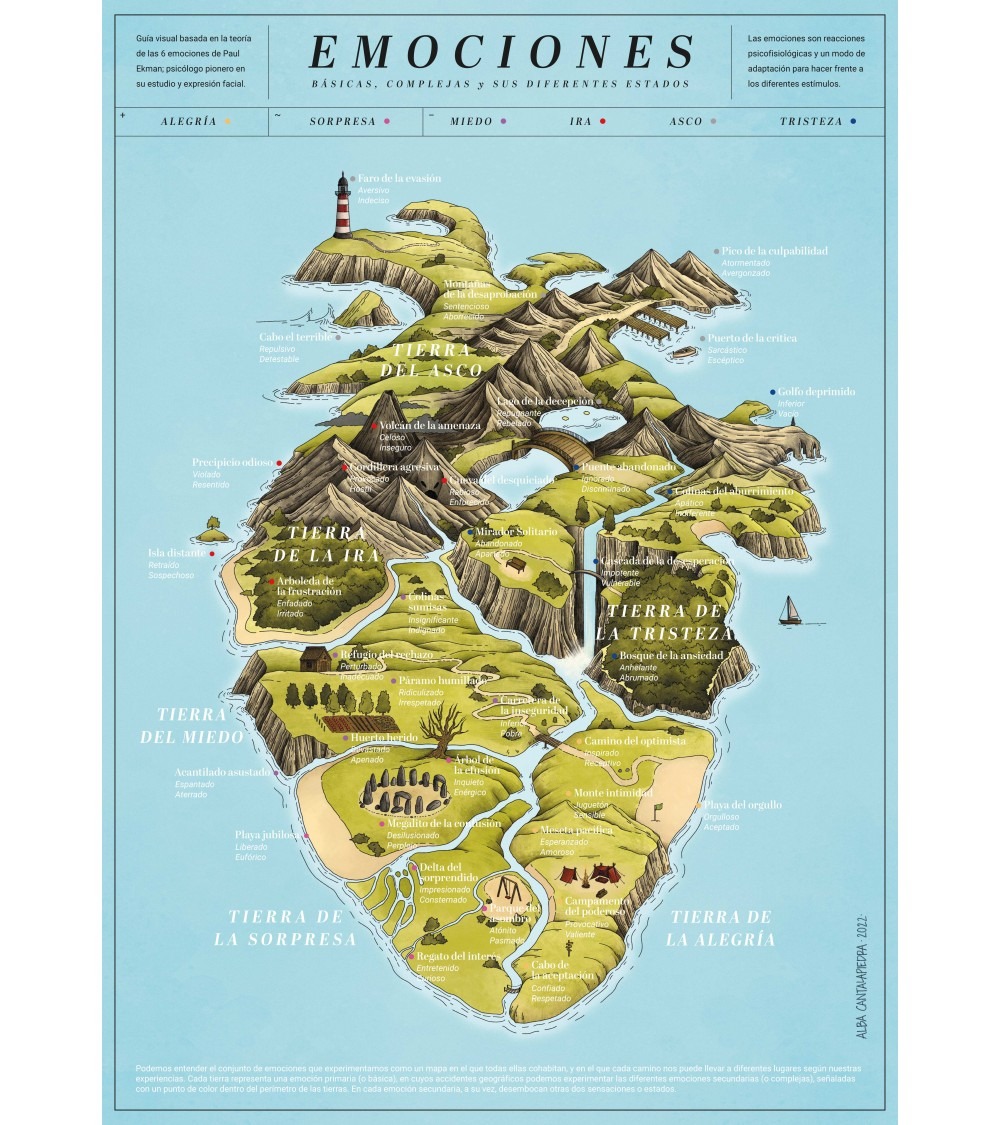 Guía visual basada en la teoría
de las 6 emociones de Paul
Ekman; psicólogo pionero en
su estudio y expresión facial.
EMOCIONES
BÁSICAS, COMPLEJAS y SUS DIFERENTES ESTADOS
Las emociones son reacciones
psicofisiológicas y un modo de
adaptación para hacer frente a
los diferentes estímulos.
+ ALEGRÍA
~ SORPRESA
− MIEDO
IRA
ASCO
TRISTEZA
Faro de la evasión
Aversivo
Indeciso
Pico de la culpabilidad
Atormentado
Avergonzado
Montañas
de la desaprobación
Sentencioso
Aborrecido
Cabo el terrible
Repulsivo
Detestable
Puerto de la crítica
Sarcástico
Escéptico
TIERRA
DEL ASCO
Golfo deprimido
Inferior
Vacío
Lago de la decepción
Repugnante
Rebelado
Volcán de la amenaza
Celoso
Inseguro
Precipicio odioso
Violado
Resentido
Cordillera agresiva
Provocado
Hostil
Cueva del desquiciado
Rabioso
Enfurecido
Puente abandonado
Ignorado
Discriminado
Colinas del aburrimiento
Apático
Indiferente
TIERRA
DE LA IRA
Mirador Solitario
Abandonado
Apartado
Isla distante
Retraído
Sospechoso
Cascada de la desesperación
Impotente
Vulnerable
Arboleda de
la frustración
Enfadado
Irritado
Colinas
sumisas
Insignificante
Indignado
TIERRA DE
LA TRISTEZA
Refugio del rechazo
Perturbado
Inadecuado
Bosque de la ansiedad
Anhelante
Abrumado
Páramo humillado
Ridiculizado
Irrespetado
Carretera de
la inseguridad
Inferior
Pobre
TIERRA
DEL MIEDO
Huerto herido
Devastado
Apenado
Camino del optimista
Inspirado
Receptivo
Acantilado asustado
Espantado
Aterrado
Árbol de
la efusión
Inquieto
Enérgico
Monte intimidad
Juguetón
Sensible
Playa del orgullo
Orgulloso
Aceptado
Playa jubilosa
Liberado
Eufórico
Megalito de la confusión
Desilusionado
Perplejo
Meseta pacífica
Esperanzado
Amoroso
Delta del
sorprendido
Impresionado
Consternado
Parque del
asombro
Atónito
Pasmado
Campamento
del poderoso
Provocativo
Valiente
TIERRA DE
LA SORPRESA
TIERRA DE
LA ALEGRÍA
Regato del interés
Entretenido
Curioso
Cabo de
la aceptación
Confiado
Respetado
ALBA CANTALAPIEDRA - 2022
Podemos entender el conjunto de emociones que experimentamos como un mapa en el que todas ellas cohabitan, y en el que cada camino nos puede llevar a diferentes lugares según nuestras
experiencias. Cada tierra representa una emoción primaria (o básica), en cuyos accidentes geográficos podemos experimentar las diferentes emociones secundarias (o complejas), señaladas
con un punto de color dentro del perímetro de las tierras. En cada emoción secundaria, a su vez, desembocan otras dos sensaciones o estados.